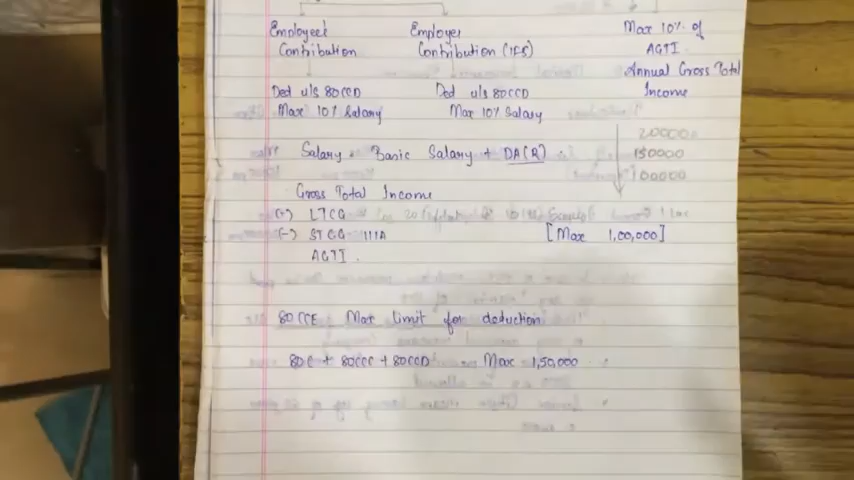 Employee's Employer Max 10% of
Contribution Contribution (IFS) AGTI
Annual Gross Total
Ded u/s 80CCD Ded u/s 80CCD Income
Max 10% Salary Max 10% Salary
200000
Salary = Basic Salary + DA(R) 150000
100000
Gross Total Income
(-) LTCG
(-) STCG 111A [Max 1,00,000]
AGTI.
80 CCE Max limit for deduction
80C + 80CCC + 80CCD Max 1,50,000